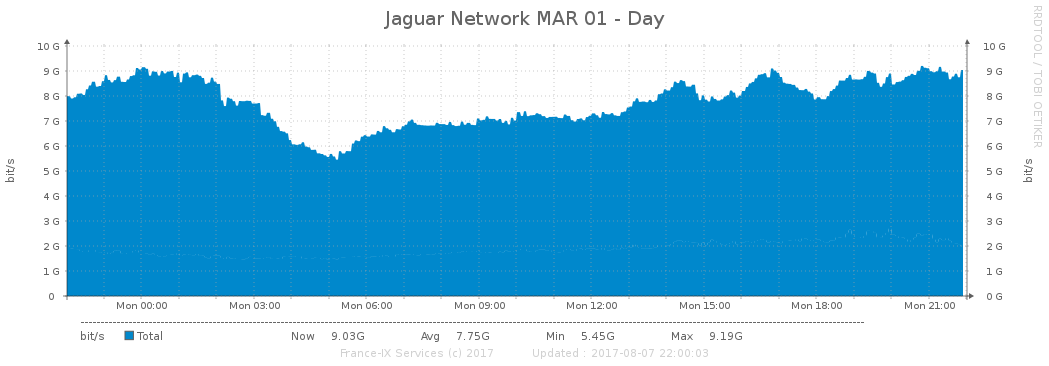 Jaguar Network MAR 01 - Day
RRDTOOL / TOBI OETIKER
10 G 10 G
9 G 9 G
8 G 8 G
7 G 7 G
6 G 6 G
5 G 5 G
4 G 4 G
3 G 3 G
2 G 2 G
1 G 1 G
0 0 G
bit/s
bit/s
Mon 00:00 Mon 03:00 Mon 06:00 Mon 09:00 Mon 12:00 Mon 15:00 Mon 18:00 Mon 21:00
bit/s Total Now 9.03G Avg 7.75G Min 5.45G Max 9.19G
France-IX Services (c) 2017 Updated : 2017-08-07 22:00:03